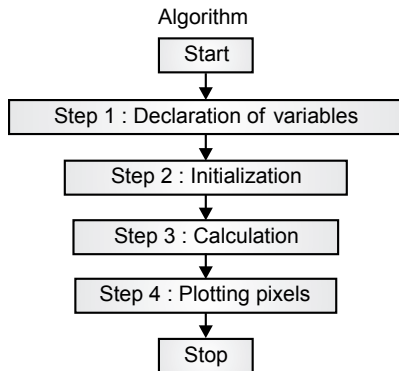 Algorithm
Start
Step 1 : Declaration of variables
Step 2 : Initialization
Step 3 : Calculation
Step 4 : Plotting pixels
Stop